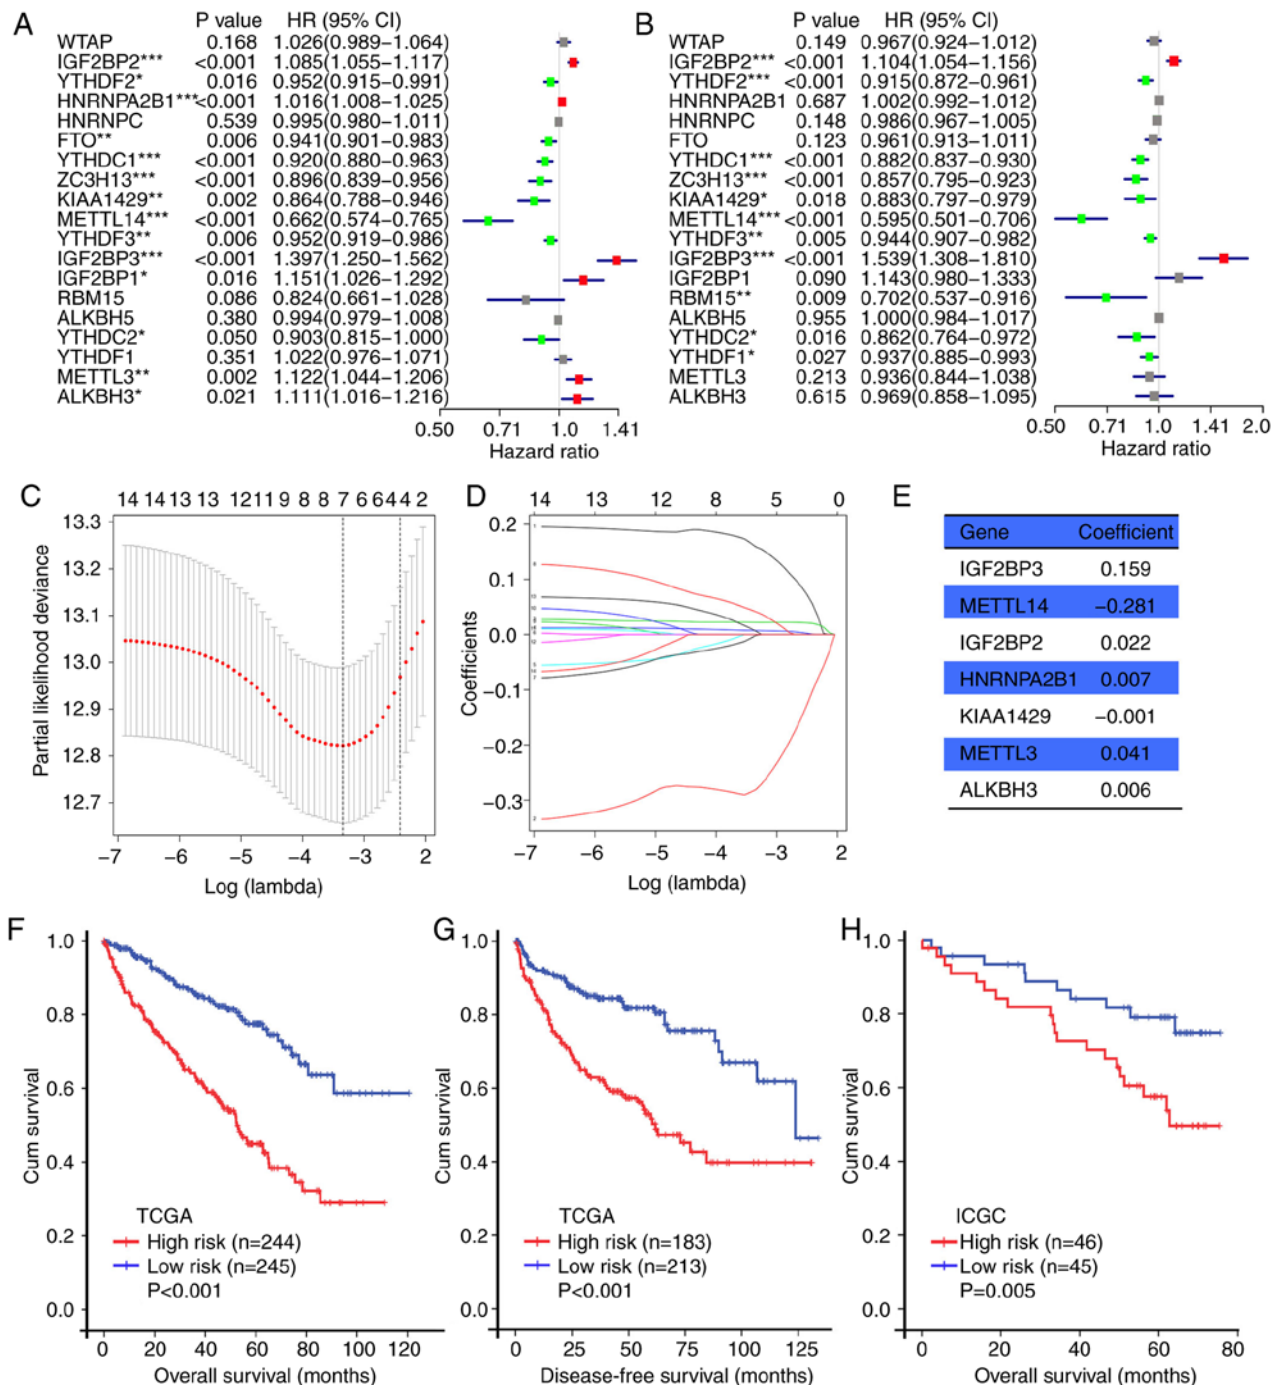 A
P value HR (95% CI)
WTAP 0.168 1.026(0.989–1.064)
IGF2BP2*** <0.001 1.085(1.055–1.117)
YTHDF2* 0.016 0.952(0.915–0.991)
HNRNPA2B1*** <0.001 1.016(1.008–1.025)
HNRNPC 0.539 0.995(0.980–1.011)
FTO** 0.006 0.941(0.901–0.983)
YTHDC1*** <0.001 0.920(0.880–0.963)
ZC3H13*** <0.001 0.896(0.839–0.956)
KIAA1429** 0.002 0.864(0.788–0.946)
METTL14*** <0.001 0.662(0.574–0.765)
YTHDF3** 0.006 0.952(0.919–0.986)
IGF2BP3*** <0.001 1.397(1.250–1.562)
IGF2BP1* 0.016 1.151(1.026–1.292)
RBM15 0.086 0.824(0.661–1.028)
ALKBH5 0.380 0.994(0.979–1.008)
YTHDC2* 0.050 0.903(0.815–1.000)
YTHDF1 0.351 1.022(0.976–1.071)
METTL3** 0.002 1.122(1.044–1.206)
ALKBH3* 0.021 1.111(1.016–1.216)
0.50 0.71 1.0 1.41
Hazard ratio
B
P value HR (95% CI)
WTAP 0.149 0.967(0.924–1.012)
IGF2BP2*** <0.001 1.104(1.054–1.156)
YTHDF2*** <0.001 0.915(0.872–0.961)
HNRNPA2B1 0.687 1.002(0.992–1.012)
HNRNPC 0.148 0.986(0.967–1.005)
FTO 0.123 0.961(0.913–1.011)
YTHDC1*** <0.001 0.882(0.837–0.930)
ZC3H13*** <0.001 0.857(0.795–0.923)
KIAA1429* 0.018 0.883(0.797–0.979)
METTL14*** <0.001 0.595(0.501–0.706)
YTHDF3** 0.005 0.944(0.907–0.982)
IGF2BP3*** <0.001 1.539(1.308–1.810)
IGF2BP1 0.090 1.143(0.980–1.333)
RBM15** 0.009 0.702(0.537–0.916)
ALKBH5 0.955 1.000(0.984–1.017)
YTHDC2* 0.016 0.862(0.764–0.972)
YTHDF1* 0.027 0.937(0.885–0.993)
METTL3 0.213 0.936(0.844–1.038)
ALKBH3 0.615 0.969(0.858–1.095)
0.50 0.71 1.0 1.41 2.0
Hazard ratio
C
14 14 13 13 12 11 9 8 8 7 6 6 4 4 2
Partial likelihood deviance
13.3
13.2
13.1
13.0
12.9
12.8
12.7
−7 −6 −5 −4 −3 2
Log (lambda)
D
14 13 12 8 5 0
Coefficients
0.2
0.1
0.0
−0.1
−0.2
−0.3
−7 −6 −5 −4 −3 2
Log (lambda)
E
Gene Coefficient
IGF2BP3 0.159
METTL14 −0.281
IGF2BP2 0.022
HNRNPA2B1 0.007
KIAA1429 −0.001
METTL3 0.041
ALKBH3 0.006
F
Cum survival
1.0
0.8
0.6
0.4
0.2
0.0
TCGA
High risk (n=244)
Low risk (n=245)
P<0.001
0 20 40 60 80 100 120
Overall survival (months)
G
Cum survival
1.0
0.8
0.6
0.4
0.2
0.0
TCGA
High risk (n=183)
Low risk (n=213)
P<0.001
0 25 50 75 100 125
Disease-free survival (months)
H
Cum survival
1.0
0.8
0.6
0.4
0.2
0.0
ICGC
High risk (n=46)
Low risk (n=45)
P=0.005
0 20 40 60 80
Overall survival (months)